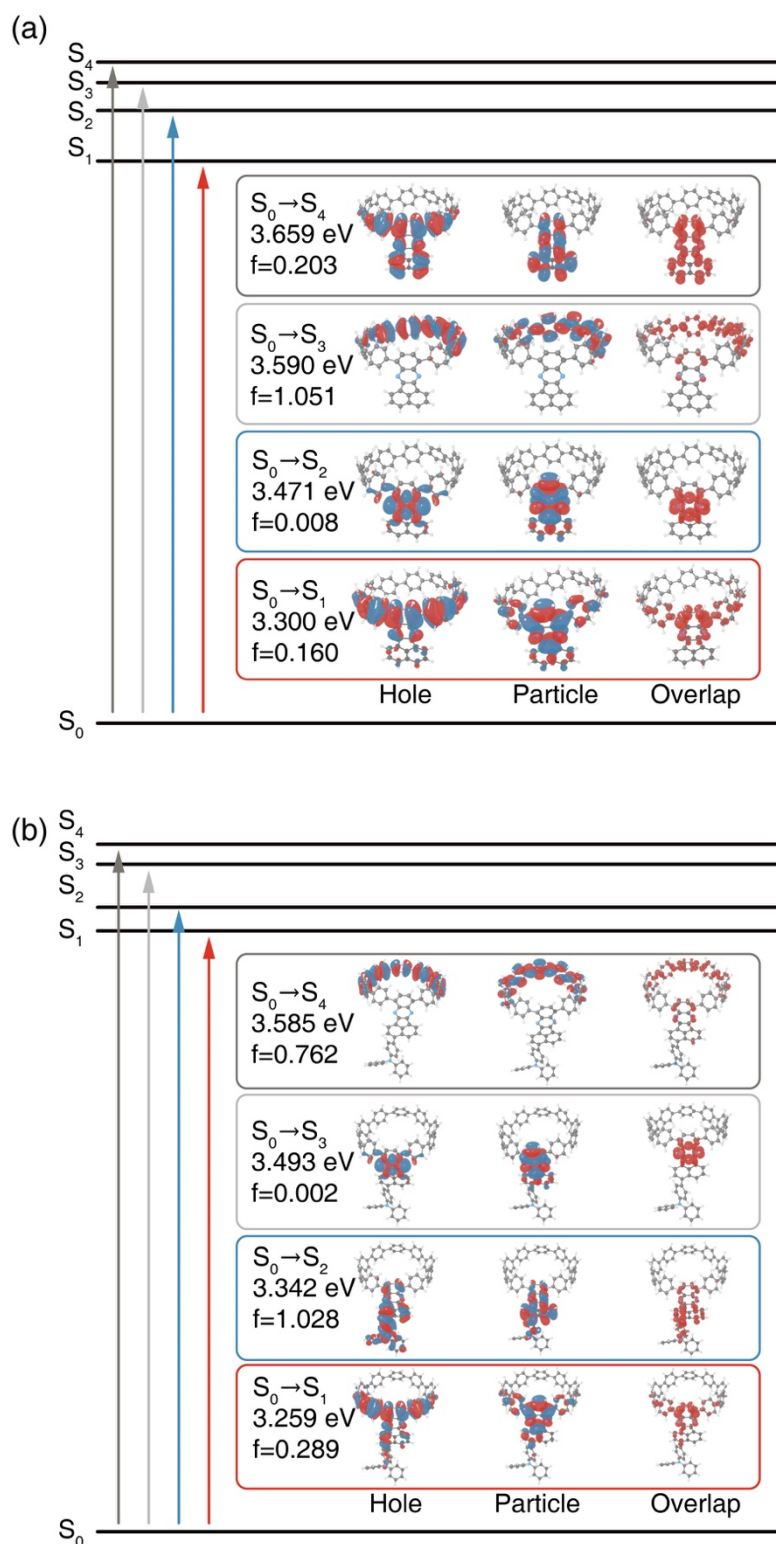 (a)
S₄
S₃
S₂
S₁
S₀→S₄
3.659 eV
f=0.203
S₀→S₃
3.590 eV
f=1.051
S₀→S₂
3.471 eV
f=0.008
S₀→S₁
3.300 eV
f=0.160
Hole Particle Overlap
S₀
(b)
S₄
S₃
S₂
S₁
S₀→S₄
3.585 eV
f=0.762
S₀→S₃
3.493 eV
f=0.002
S₀→S₂
3.342 eV
f=1.028
S₀→S₁
3.259 eV
f=0.289
Hole Particle Overlap
S₀